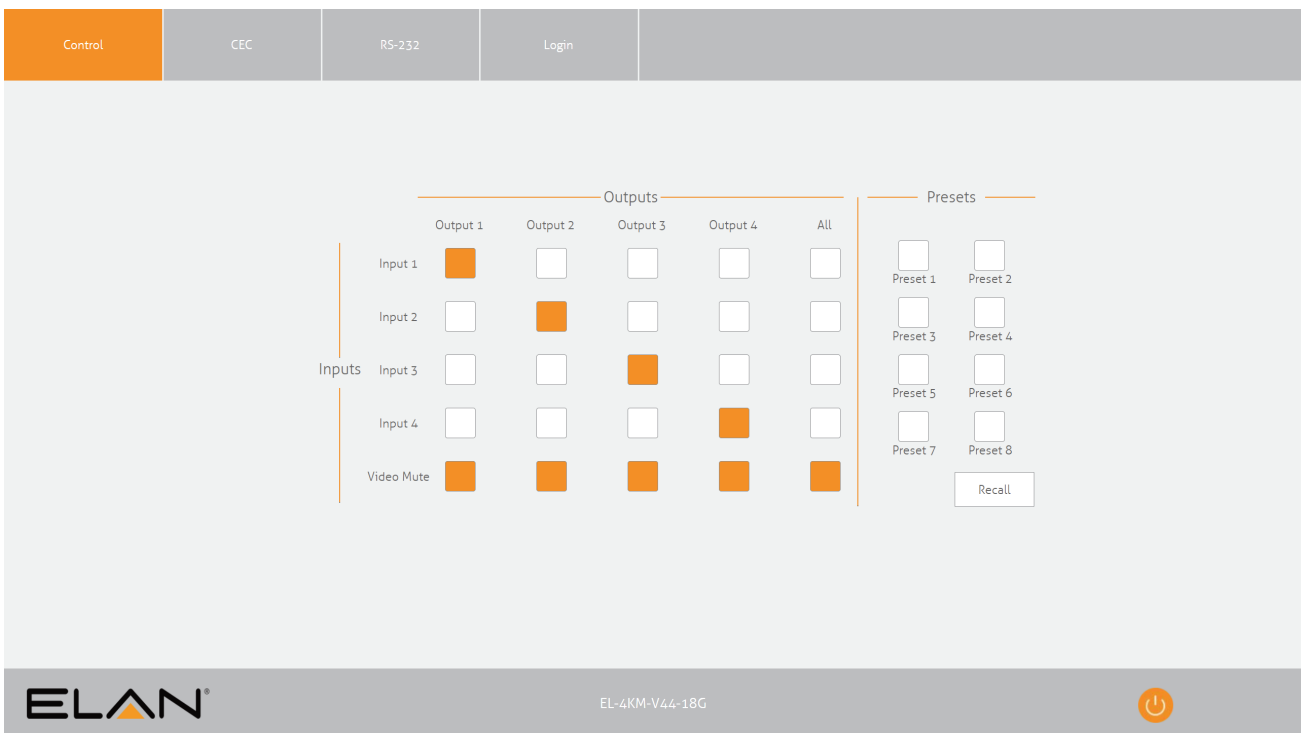 Control CEC RS-232 Login
Outputs Presets
Output 1 Output 2 Output 3 Output 4 All
Input 1
Preset 1 Preset 2
Input 2
Preset 3 Preset 4
Inputs Input 3
Preset 5 Preset 6
Input 4
Preset 7 Preset 8
Video Mute
Recall
ELAN®
EL-4KM-V44-18G